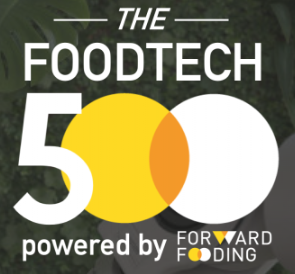 THE
FOODTECH
500
powered by FORWARD
FOODING